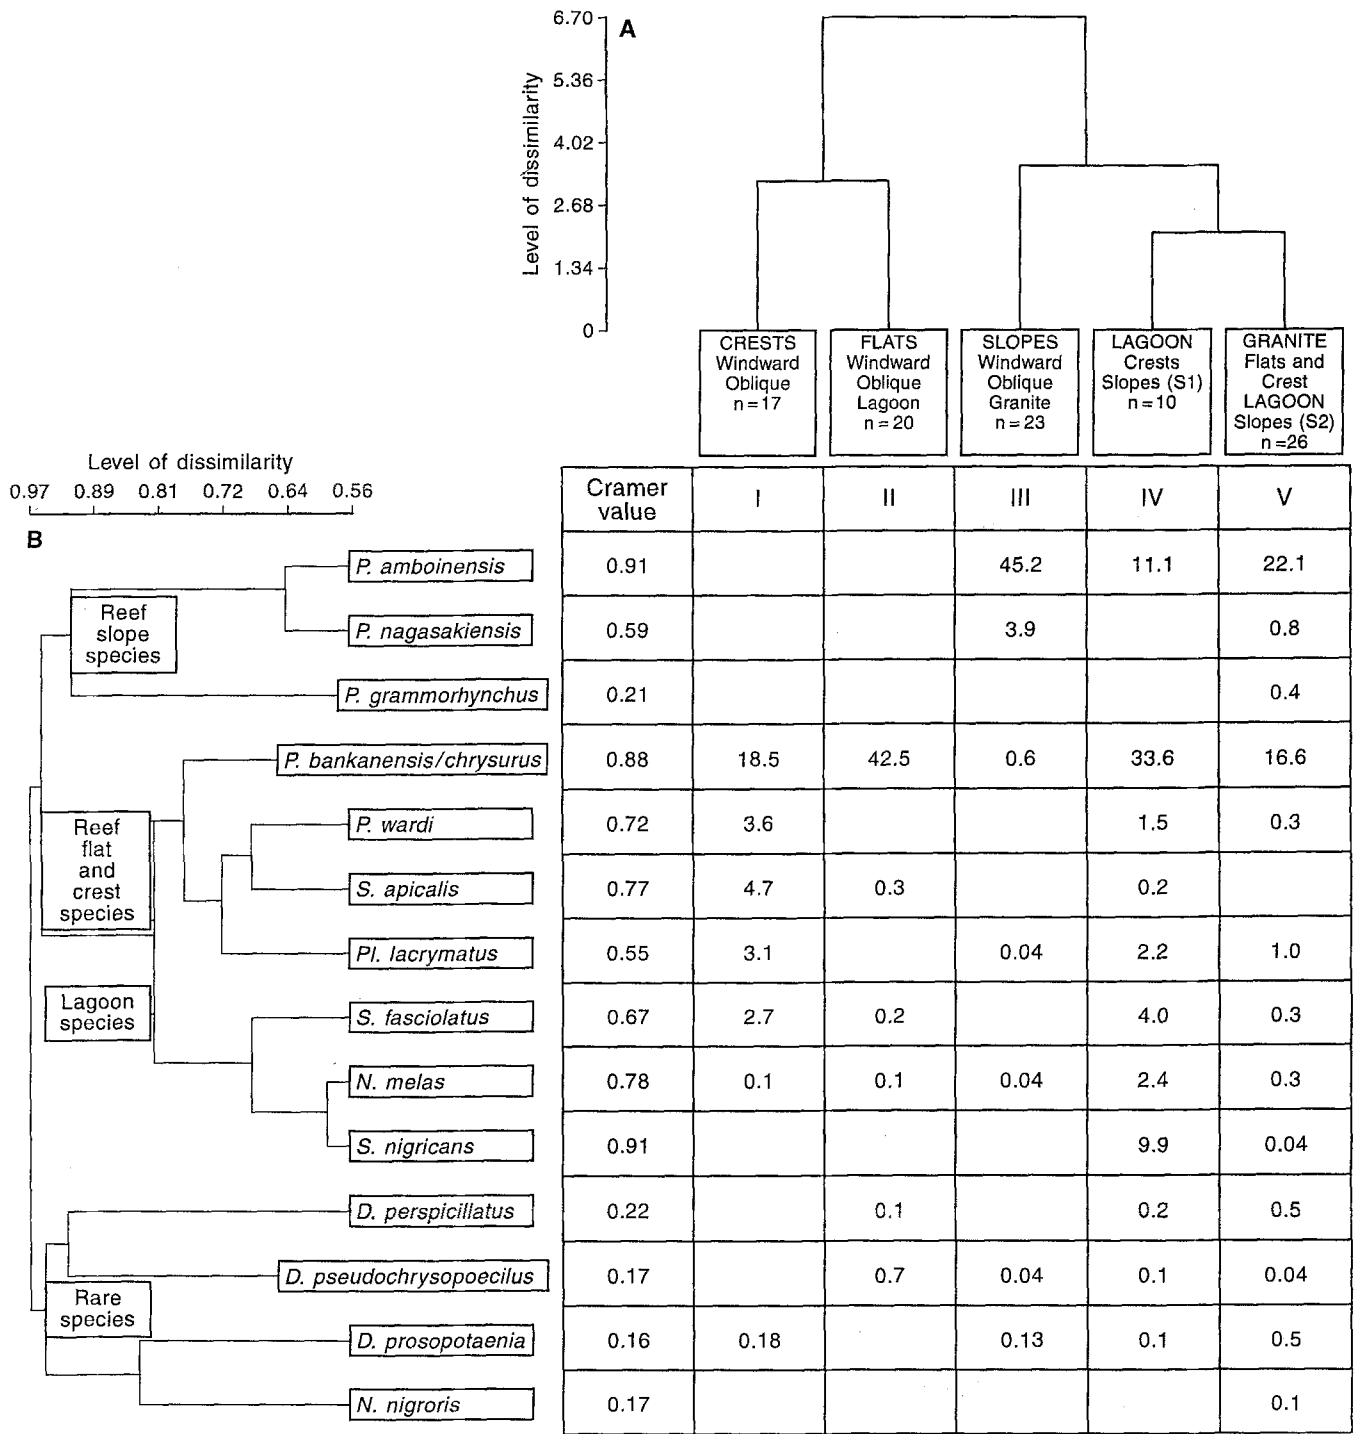 A
Level of dissimilarity
6.70
5.36
4.02
2.68
1.34
0
CRESTS
Windward
Oblique
n=17
FLATS
Windward
Oblique
Lagoon
n=20
SLOPES
Windward
Oblique
Granite
n=23
LAGOON
Crests
Slopes (S1)
n=10
GRANITE
Flats and
Crest
LAGOON
Slopes (S2)
n=26
Level of dissimilarity
0.97 0.89 0.81 0.72 0.64 0.56
B
Cramer value I II III IV V
P. amboinensis 0.91 45.2 11.1 22.1
P. nagasakiensis 0.59 3.9 0.8
P. grammorhynchus 0.21 0.4
P. bankanensis/chrysurus 0.88 18.5 42.5 0.6 33.6 16.6
P. wardi 0.72 3.6 1.5 0.3
S. apicalis 0.77 4.7 0.3 0.2
Pl. lacrymatus 0.55 3.1 0.04 2.2 1.0
S. fasciolatus 0.67 2.7 0.2 4.0 0.3
N. melas 0.78 0.1 0.1 0.04 2.4 0.3
S. nigricans 0.91 9.9 0.04
D. perspicillatus 0.22 0.1 0.2 0.5
D. pseudochrysopoecilus 0.17 0.7 0.04 0.1 0.04
D. prosopotaenia 0.16 0.18 0.13 0.1 0.5
N. nigroris 0.17 0.1
Reef
slope
species
Reef
flat
and
crest
species
Lagoon
species
Rare
species